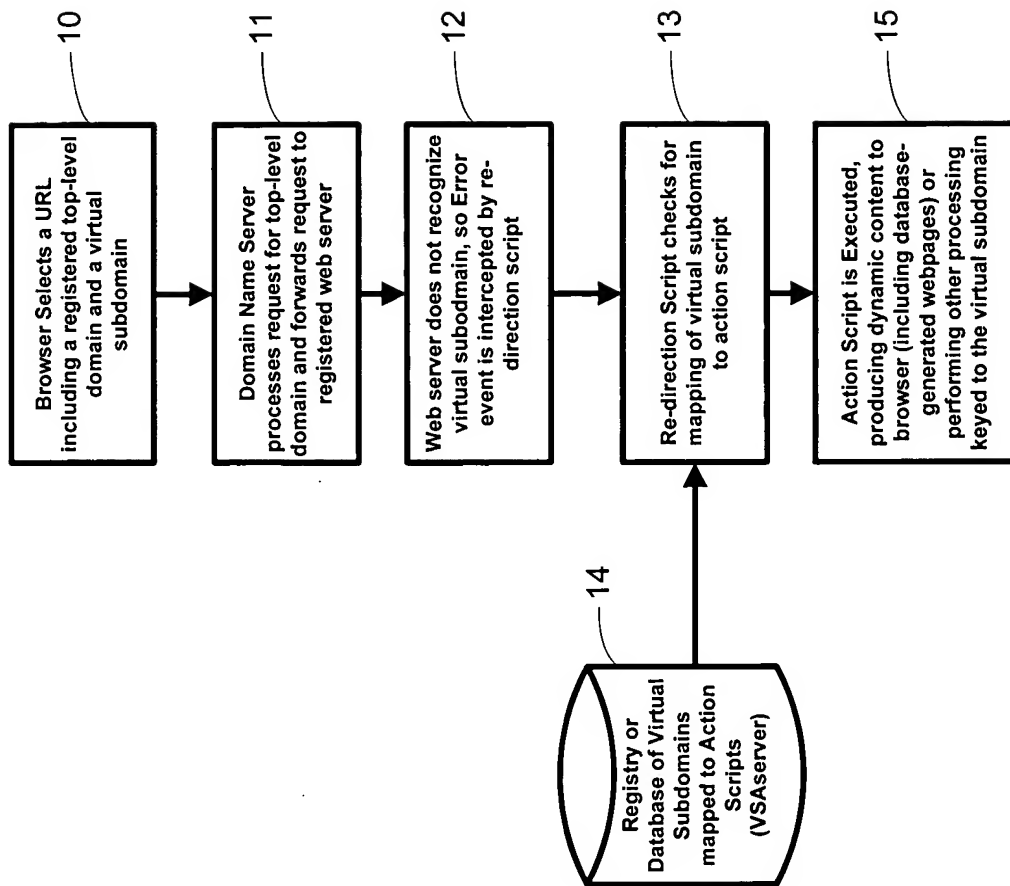 Browser Selects a URL
including a registered top-level
domain and a virtual
subdomain
10
Domain Name Server
processes request for top-level
domain and forwards request to
registered web server
11
Web server does not recognize
virtual subodmain, so Error
event is intercepted by re-
direction script
12
Re-direction Script checks for
mapping of virtual subdomain
to action script
13
Registry or
Database of Virtual
Subdomains
mapped to Action
Scripts
(VSAserver)
14
Action Script is Executed,
producing dynamic content to
browser (including database-
generated webpages) or
performing other processing
keyed to the virtual subdomain
15